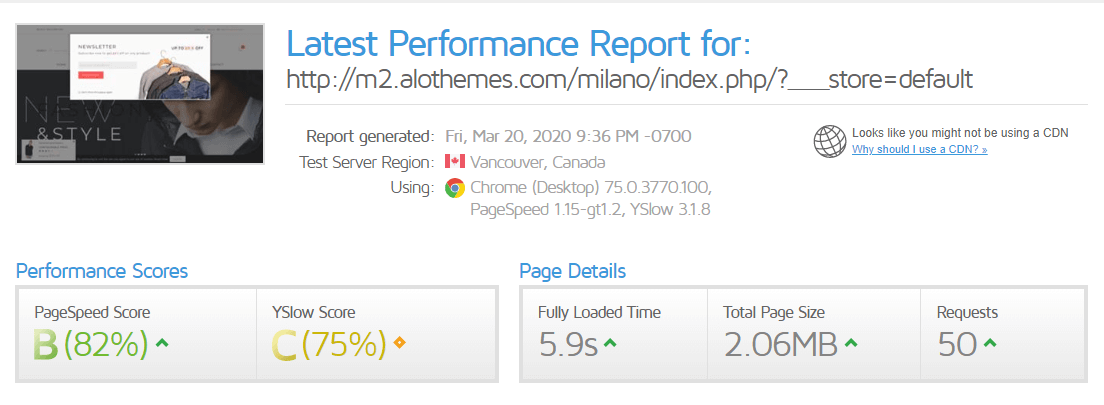 Latest Performance Report for:
http://m2.alothemes.com/milano/index.php/?___store=default
NEWSLETTER
NEW
&STYLE
Report generated: Fri, Mar 20, 2020 9:36 PM -0700
Test Server Region: Vancouver, Canada
Using: Chrome (Desktop) 75.0.3770.100,
PageSpeed 1.15-gt1.2, YSlow 3.1.8
Looks like you might not be using a CDN
Why should I use a CDN? »
Performance Scores
PageSpeed Score
B (82%)
YSlow Score
C (75%)
Page Details
Fully Loaded Time
5.9s
Total Page Size
2.06MB
Requests
50